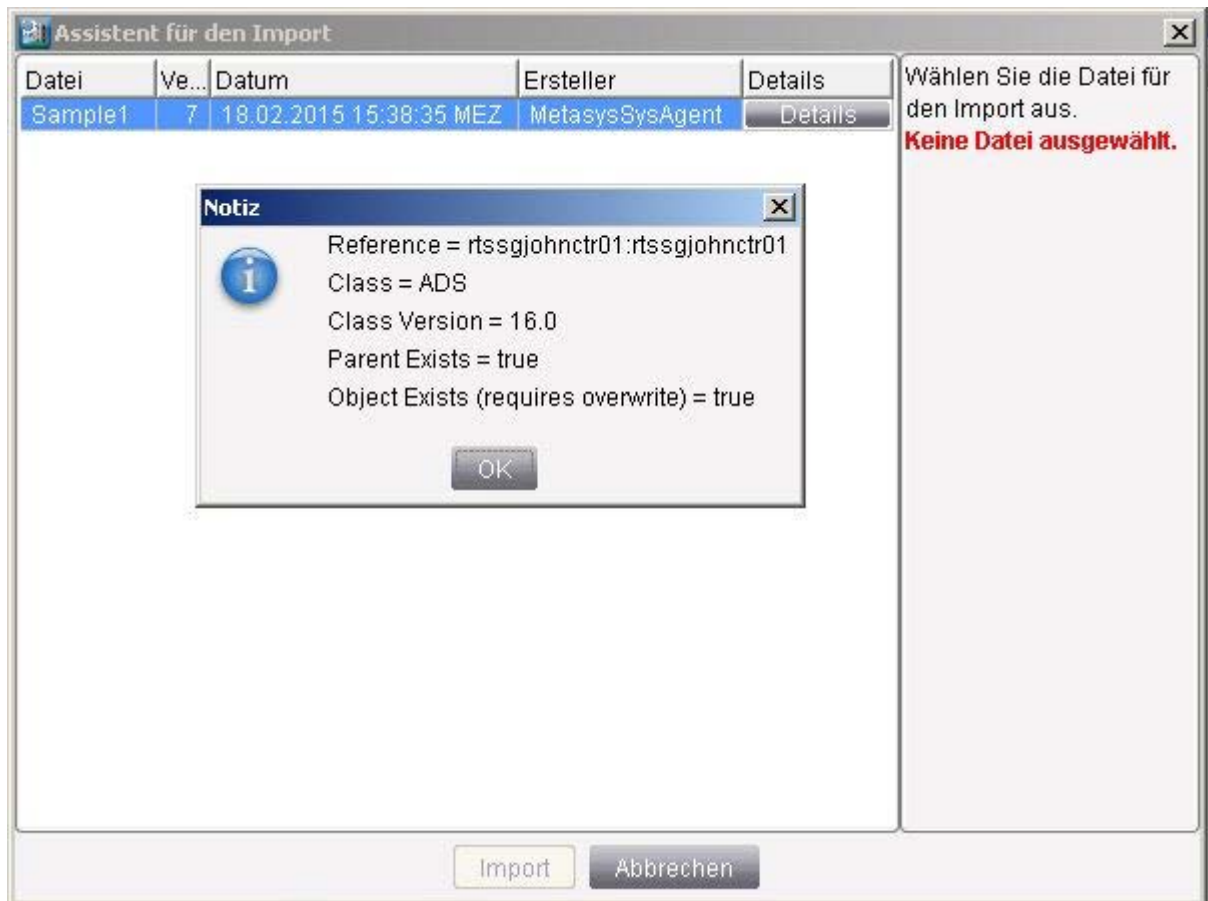 Assistent für den Import
Datei Ve... Datum Ersteller Details
Sample1 7 18.02.2015 15:38:35 MEZ MetasysSysAgent Details
Wählen Sie die Datei für
den Import aus.
Keine Datei ausgewählt.
Notiz
Reference = rtssgjohnctr01:rtssgjohnctr01
Class = ADS
Class Version = 16.0
Parent Exists = true
Object Exists (requires overwrite) = true
OK
Import Abbrechen